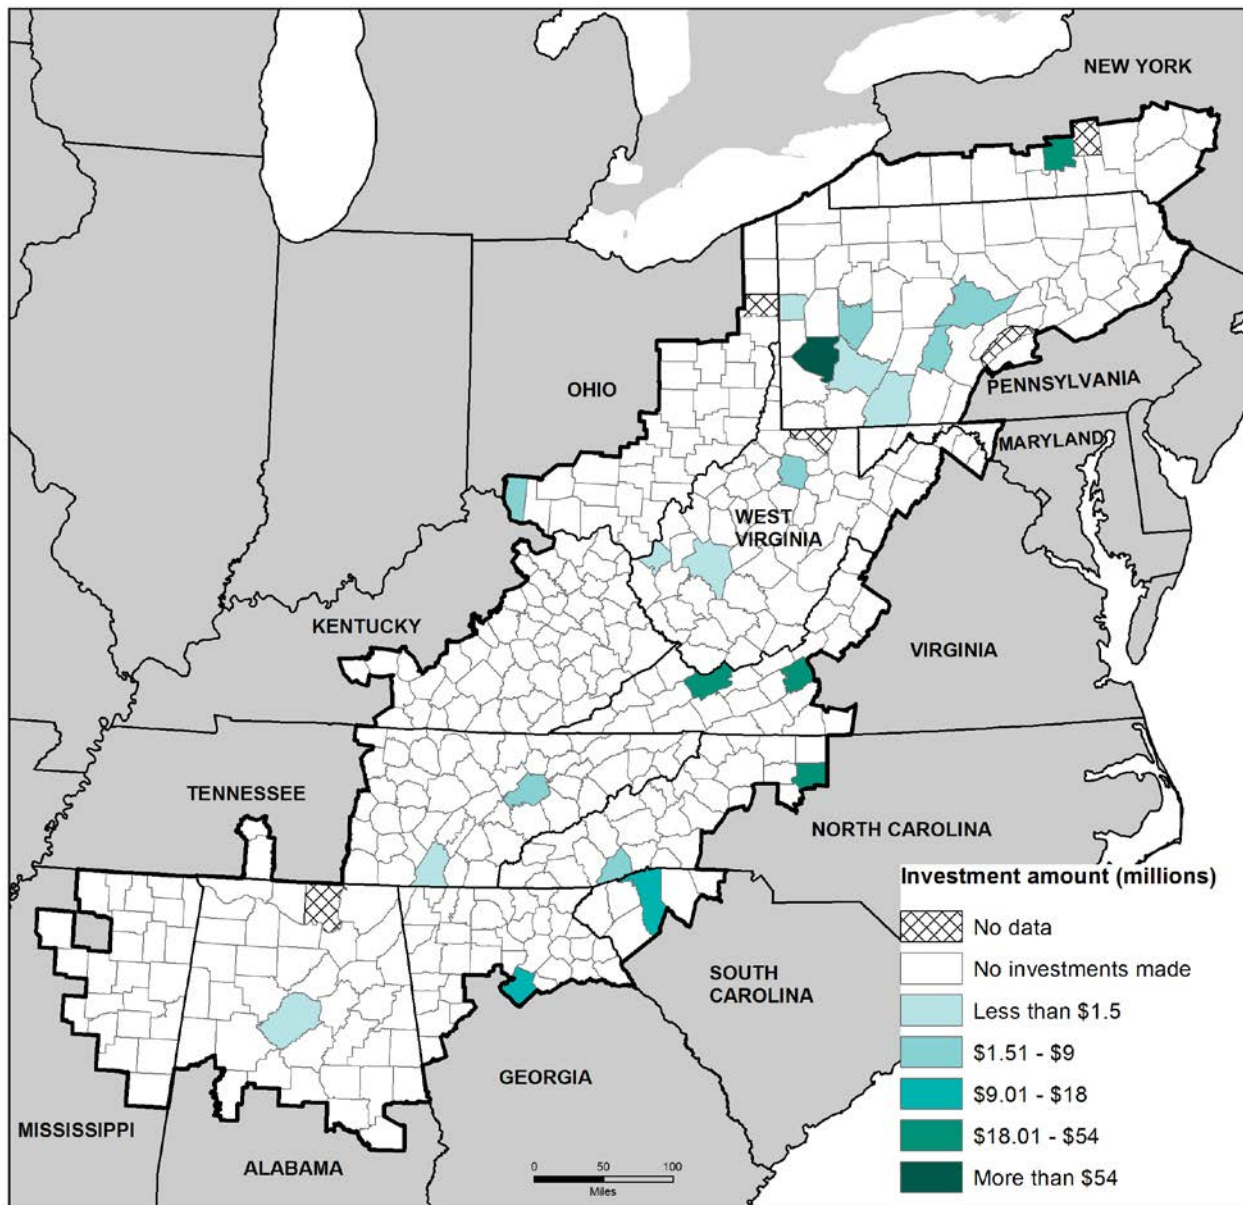 NEW YORK
OHIO
PENNSYLVANIA
MARYLAND
WEST
VIRGINIA
KENTUCKY
VIRGINIA
TENNESSEE
NORTH CAROLINA
SOUTH
CAROLINA
GEORGIA
MISSISSIPPI
ALABAMA
0 50 100
Miles
Investment amount (millions)
No data
No investments made
Less than $1.5
$1.51 - $9
$9.01 - $18
$18.01 - $54
More than $54